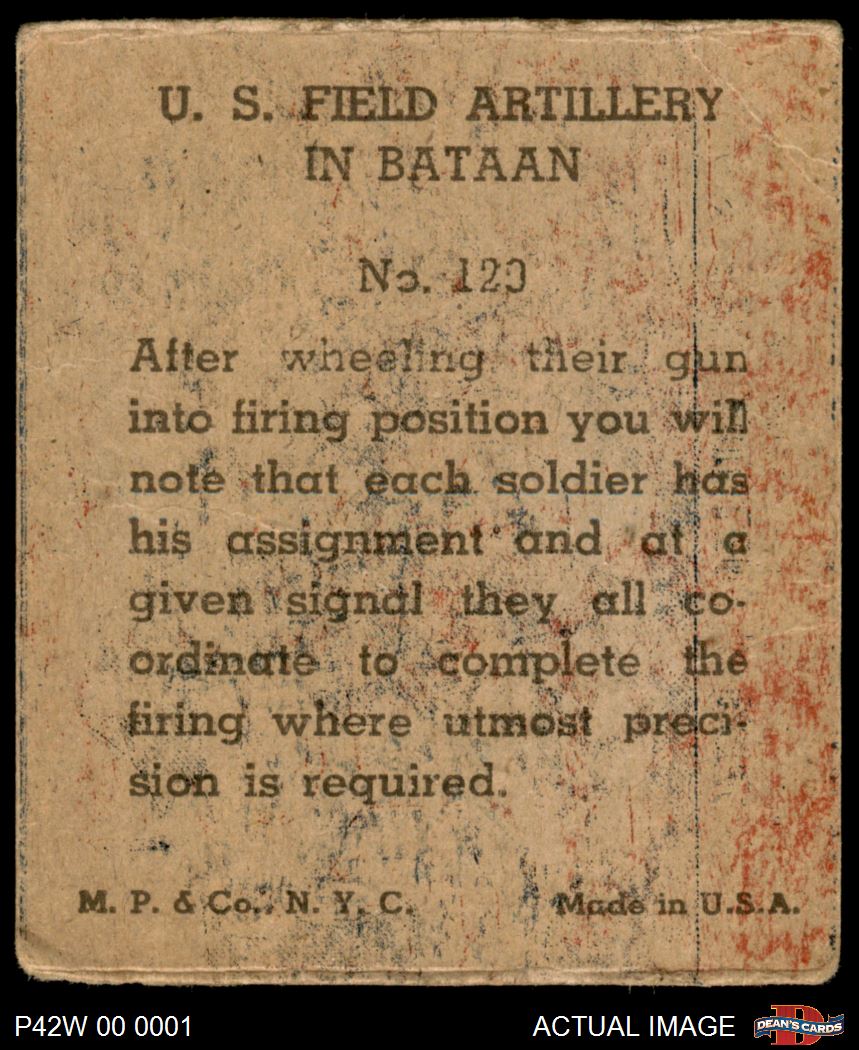 U. S. FIELD ARTILLERY
IN BATAAN
No. 120
After wheeling their gun
into firing position you will
note that each soldier has
his assignment and at a
given signal they all co-
ordinate to complete the
firing where utmost preci-
sion is required.
M. P. & Co., N. Y. C. Made in U.S.A.
P42W 00 0001 ACTUAL IMAGE D DEAN'S CARDS